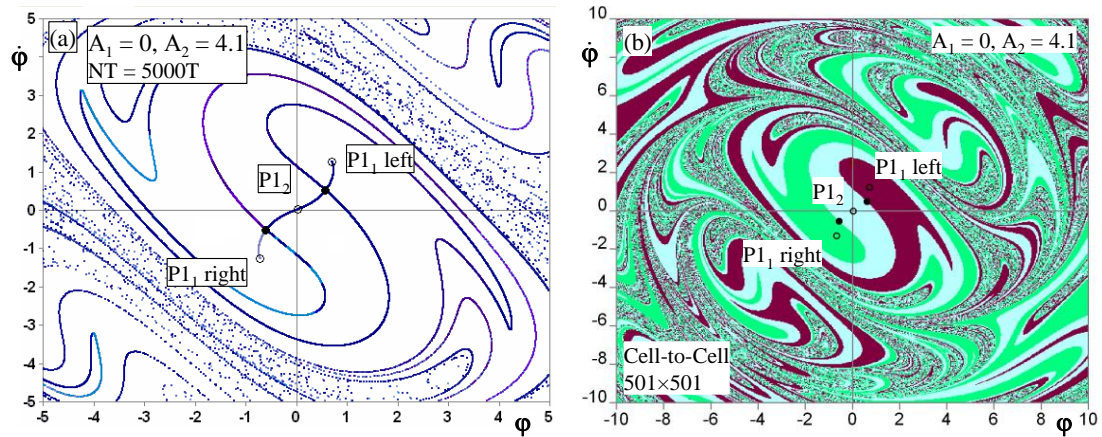 (a)
A₁ = 0, A₂ = 4.1
NT = 5000T
φ̇
5
4
3
2
1
0
-1
-2
-3
-4
-5
P1₁ left
P1₂
P1₁ right
-5 -4 -3 -2 -1 0 1 2 3 4 5
φ
(b)
A₁ = 0, A₂ = 4.1
φ̇
10
8
6
4
2
0
-2
-4
-6
-8
-10
P1₁ left
P1₂
P1₁ right
Cell-to-Cell
501×501
-10 -8 -6 -4 -2 0 2 4 6 8 10
φ